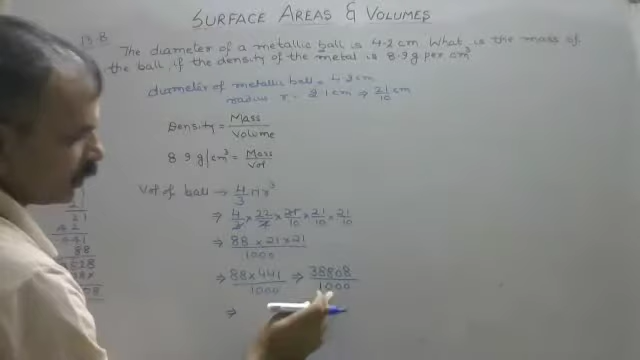 SURFACE AREAS & VOLUMES
13.8
The diameter of a metallic ball is 4.2 cm. What is the mass of
the ball, if the density of the metal is 8.9 g per cm³
diameter of metallic ball = 4.2 cm
radius r = 2.1 cm ⇒ 21/10 cm
Density = Mass/Volume
8.9 g/cm³ = Mass/Vol
Vol of ball → 4/3 πr³
⇒ 4/3 × 22/7 × 21/10 × 21/10 × 21/10
⇒ 88 × 21 × 21/1000
⇒ 88 × 441/1000 ⇒ 38808/1000
⇒
21
42
441
88